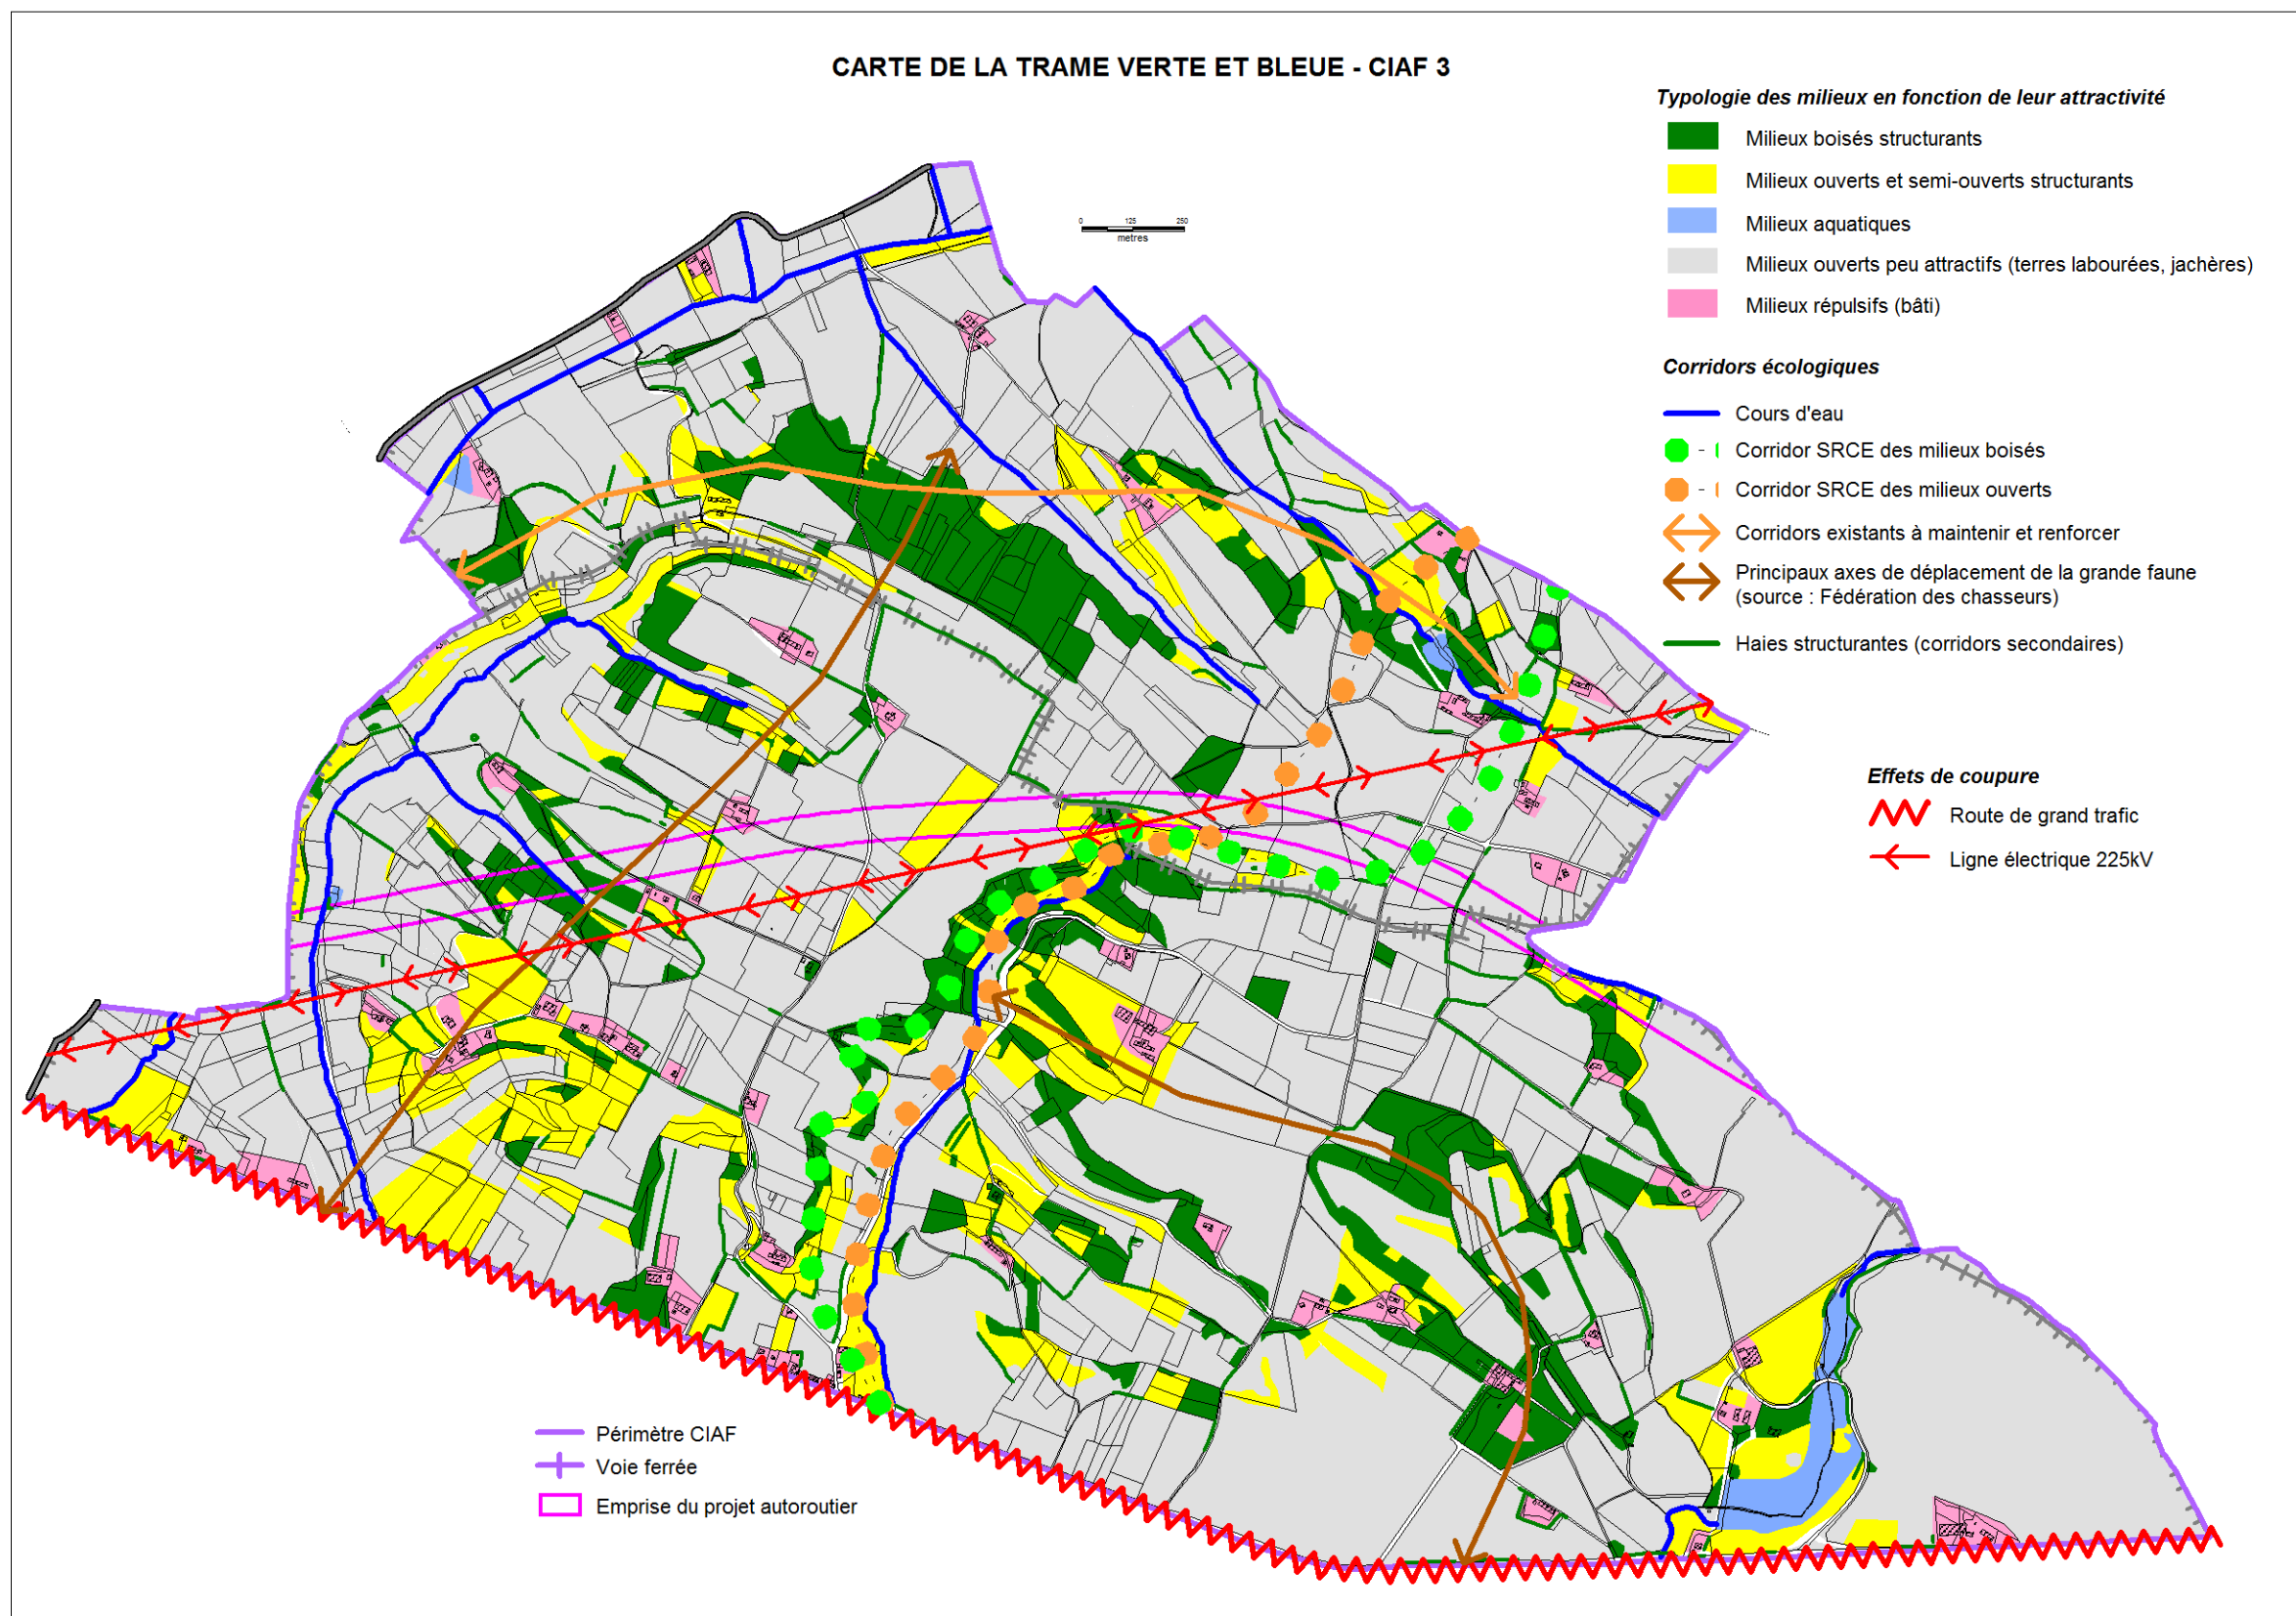 CARTE DE LA TRAME VERTE ET BLEUE - CIAF 3
0 125 250
metres
Typologie des milieux en fonction de leur attractivité
Milieux boisés structurants
Milieux ouverts et semi-ouverts structurants
Milieux aquatiques
Milieux ouverts peu attractifs (terres labourées, jachères)
Milieux répulsifs (bâti)
Corridors écologiques
Cours d'eau
Corridor SRCE des milieux boisés
Corridor SRCE des milieux ouverts
Corridors existants à maintenir et renforcer
Principaux axes de déplacement de la grande faune
(source : Fédération des chasseurs)
Haies structurantes (corridors secondaires)
Effets de coupure
Route de grand trafic
Ligne électrique 225kV
Périmètre CIAF
Voie ferrée
Emprise du projet autoroutier